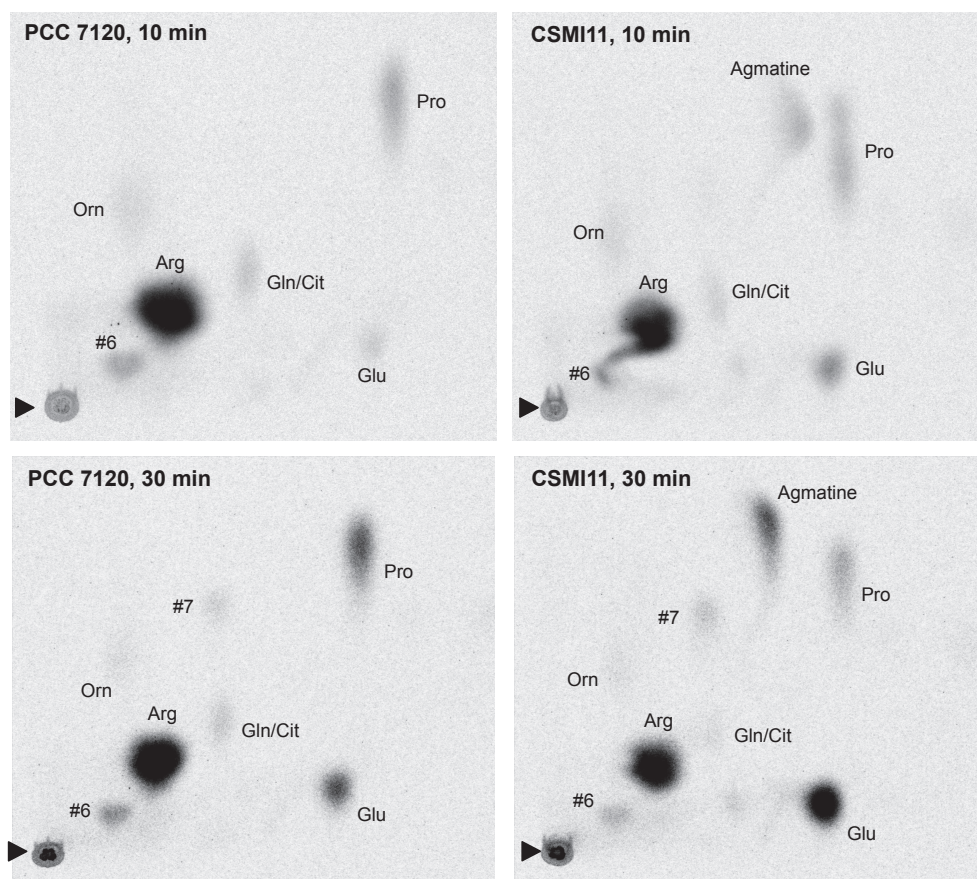 PCC 7120, 10 min
Pro
Orn
Arg
Gln/Cit
#6
Glu
CSMI11, 10 min
Agmatine
Pro
Orn
Arg
Gln/Cit
#6
Glu
PCC 7120, 30 min
Pro
#7
Orn
Arg
Gln/Cit
#6
Glu
CSMI11, 30 min
Agmatine
Pro
#7
Orn
Arg
Gln/Cit
#6
Glu